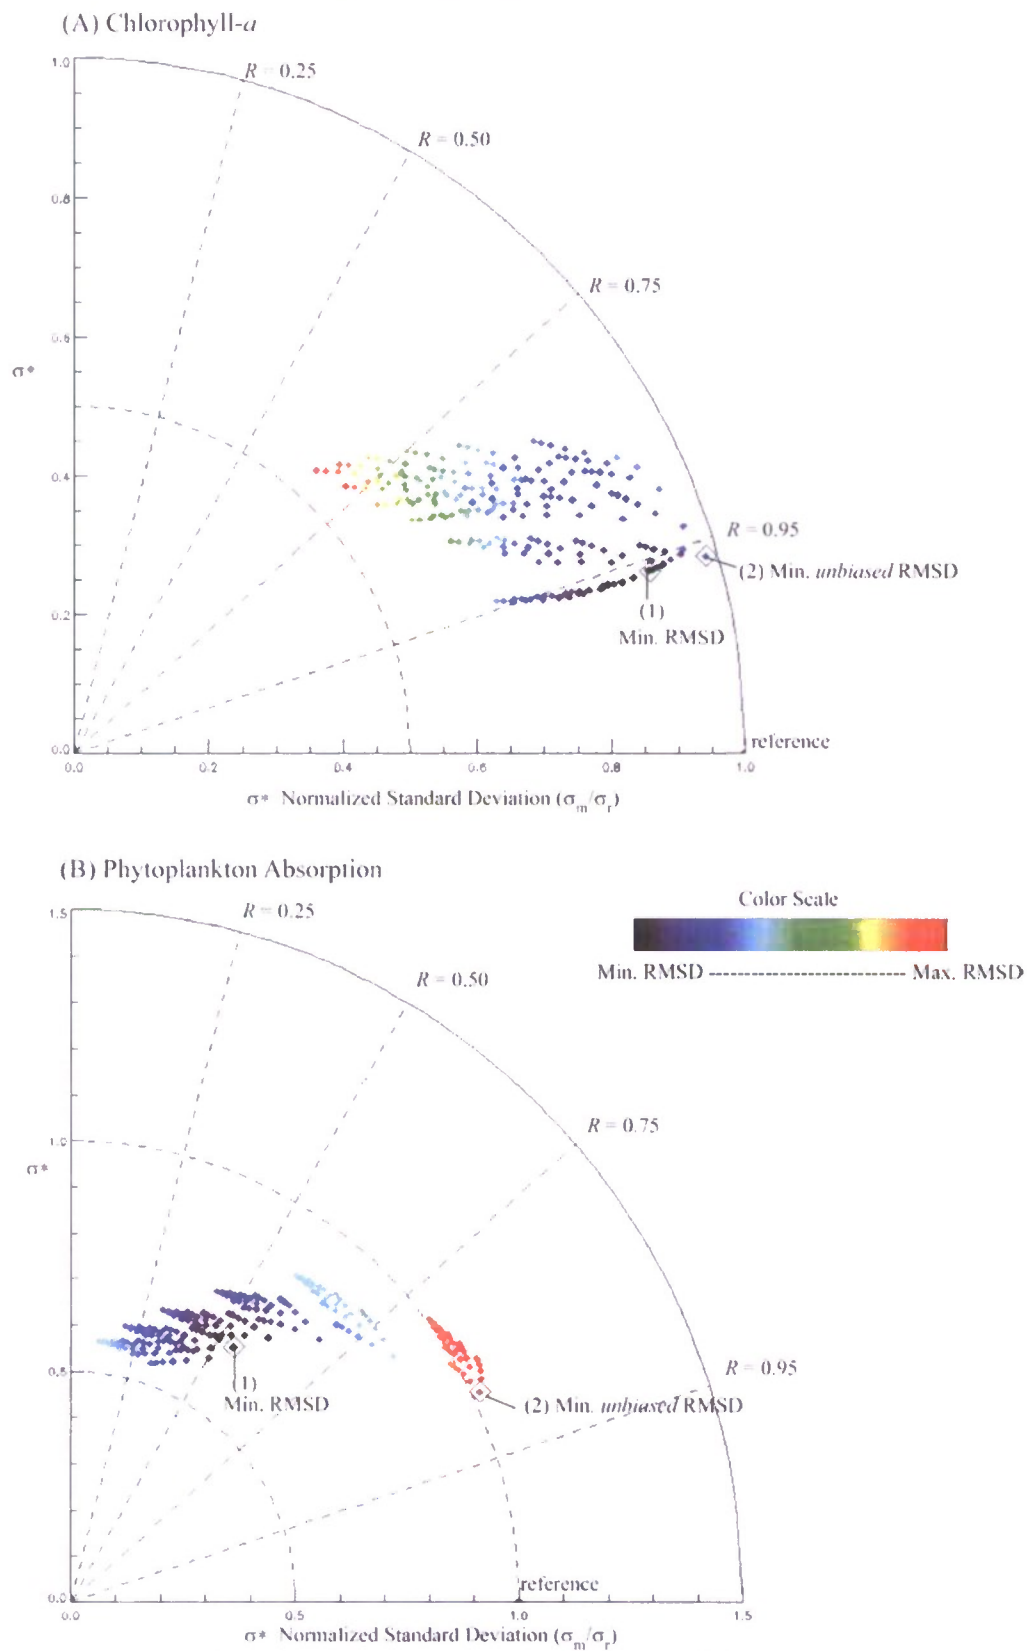 (A) Chlorophyll-a
1.0
R = 0.25
R = 0.50
0.8
R = 0.75
0.6
σ*
0.4
R = 0.95
(2) Min. unbiased RMSD
(1)
Min. RMSD
0.2
0.0
reference
0.0 0.2 0.4 0.6 0.8 1.0
σ* Normalized Standard Deviation (σm/σr)
(B) Phytoplankton Absorption
Color Scale
Min. RMSD ---------------------------- Max. RMSD
1.5
R = 0.25
R = 0.50
R = 0.75
1.0
σ*
R = 0.95
0.5
(1)
Min. RMSD
(2) Min. unbiased RMSD
reference
0.0
0.0 0.5 1.0 1.5
σ* Normalized Standard Deviation (σm/σr)